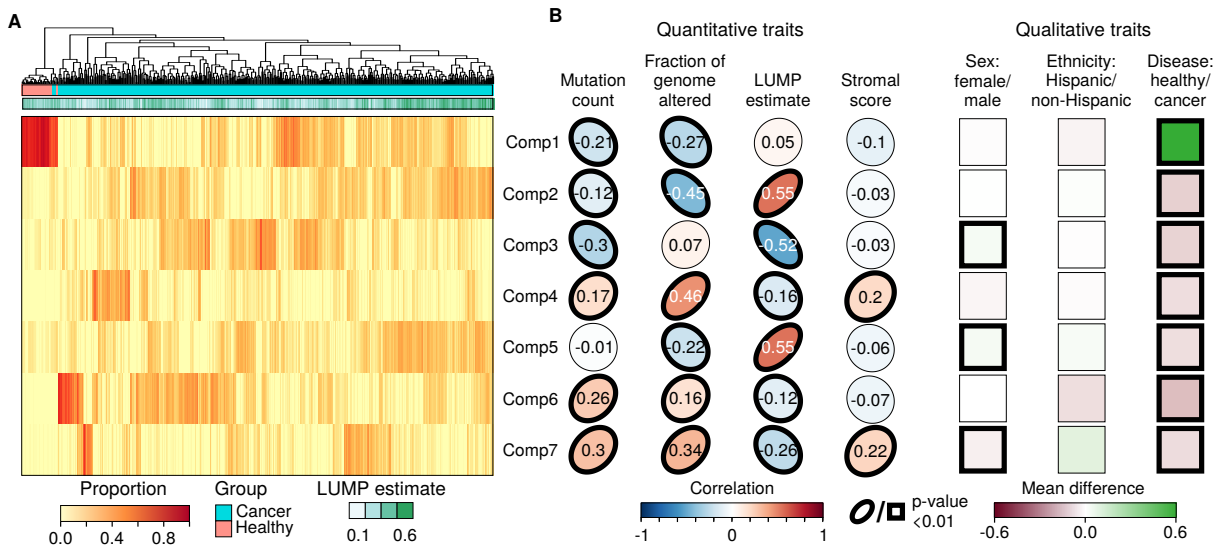 A
B
Quantitative traits
Qualitative traits
Mutation
count
Fraction of
genome
altered
LUMP
estimate
Stromal
score
Sex:
female/
male
Ethnicity:
Hispanic/
non-Hispanic
Disease:
healthy/
cancer
Comp1 -0.21 -0.27 0.05 -0.1
Comp2 -0.12 -0.45 0.55 -0.03
Comp3 -0.3 0.07 -0.52 -0.03
Comp4 0.17 0.46 -0.16 0.2
Comp5 -0.01 -0.22 0.55 -0.06
Comp6 0.26 0.16 -0.12 -0.07
Comp7 0.3 0.34 -0.26 0.22
Proportion
0.0 0.4 0.8
Group
Cancer
Healthy
LUMP estimate
0.1 0.6
Correlation
-1 0 1
/
p-value
<0.01
Mean difference
-0.6 0.0 0.6